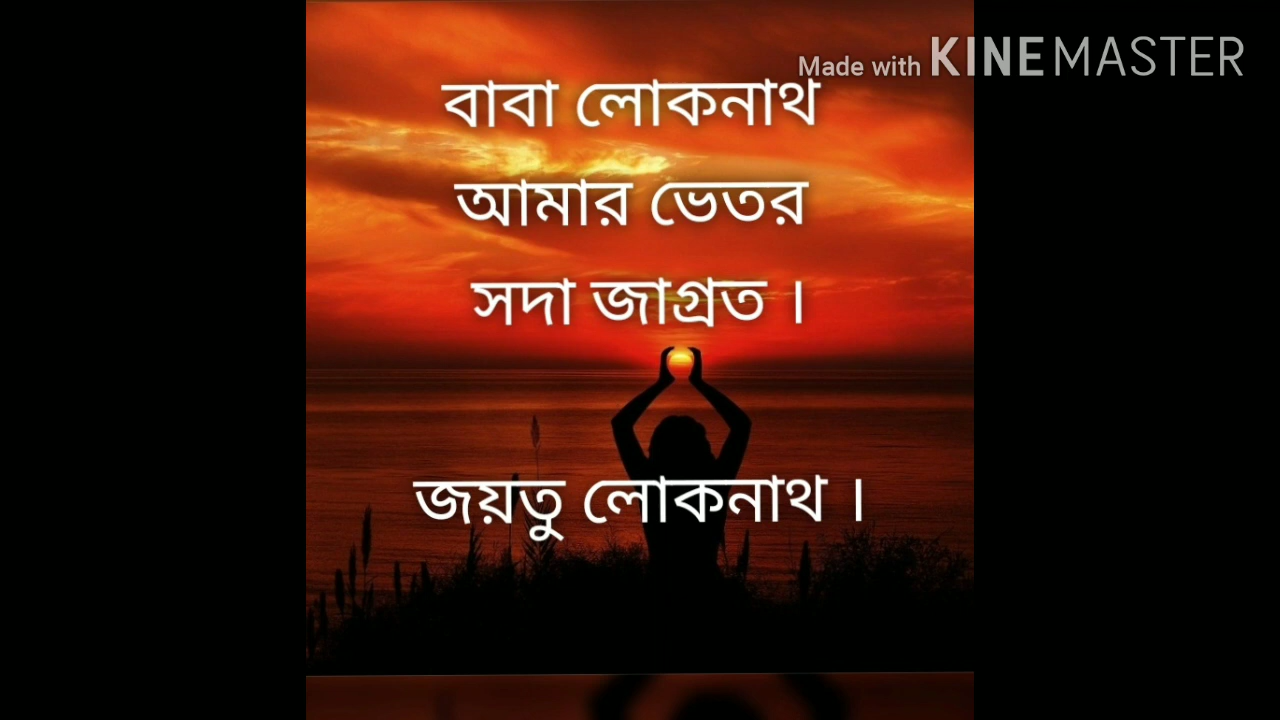 Made with KINEMASTER
বাবা লোকনাথ
আমার ভেতর
সদা জাগ্রত ।
জয়তু লোকনাথ ।